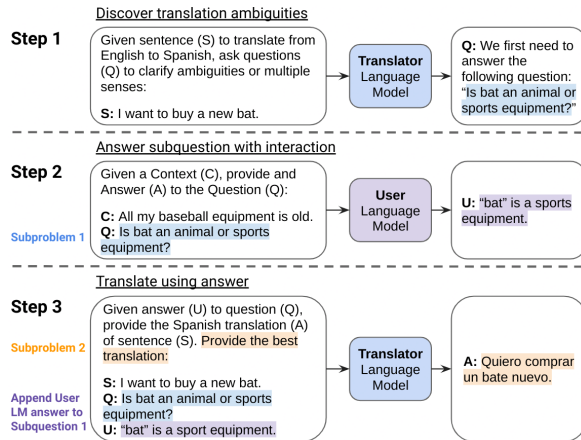 Discover translation ambiguities
Step 1
Given sentence (S) to translate from
English to Spanish, ask questions
(Q) to clarify ambiguities or multiple
senses:
S: I want to buy a new bat.
Translator
Language
Model
Q: We first need to
answer the
following question:
“Is bat an animal or
sports equipment?”
Answer subquestion with interaction
Step 2
Subproblem 1
Given a Context (C), provide and
Answer (A) to the Question (Q):
C: All my baseball equipment is old.
Q: Is bat an animal or sports
equipment?
User
Language
Model
U: “bat” is a sports
equipment.
Translate using answer
Step 3
Subproblem 2
Append User
LM answer to
Subquestion 1
Given answer (U) to question (Q),
provide the Spanish translation (A)
of sentence (S). Provide the best
translation:
S: I want to buy a new bat.
Q: Is bat an animal or sports
equipment?
U: “bat” is a sport equipment.
Translator
Language
Model
A: Quiero comprar
un bate nuevo.